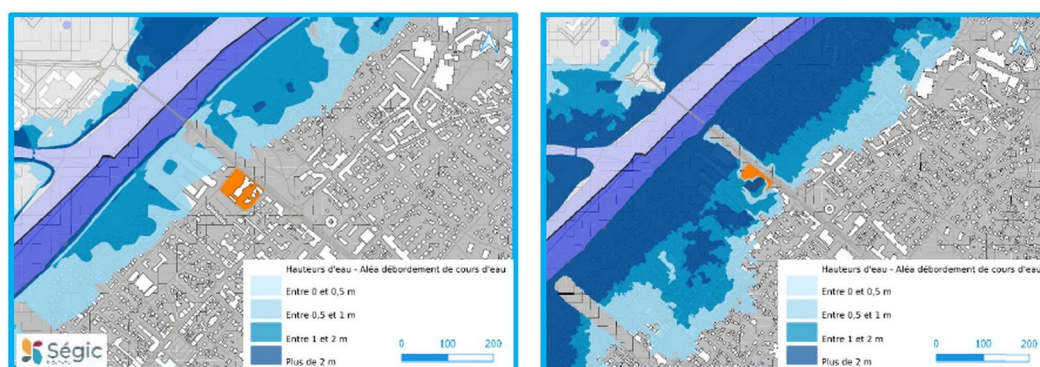 Hauteurs d'eau - Aléa débordement de cours d'eau
Entre 0 et 0,5 m
Entre 0,5 et 1 m
Entre 1 et 2 m
Plus de 2 m
0 100 200
Ségic
Hauteurs d'eau - Aléa débordement de cours d'eau
Entre 0 et 0,5 m
Entre 0,5 et 1 m
Entre 1 et 2 m
Plus de 2 m
0 100 200